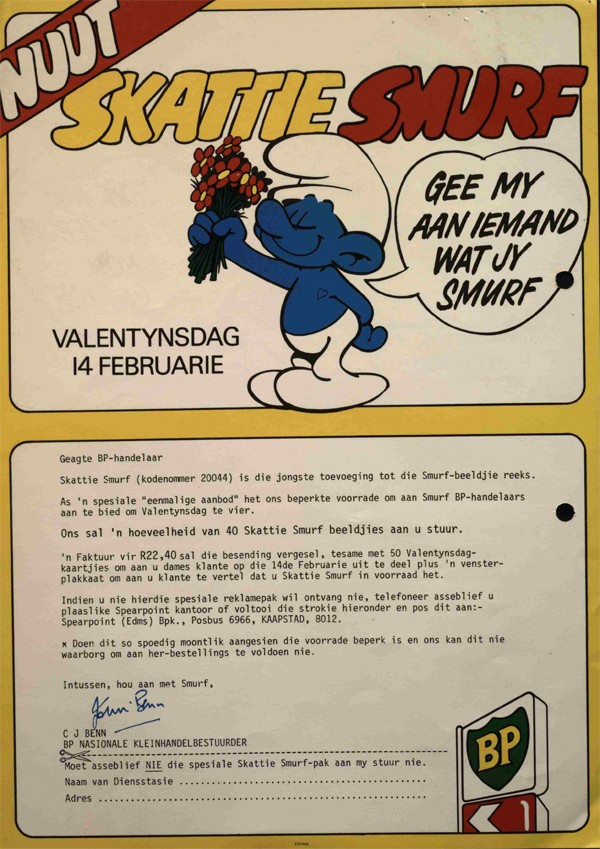 NUUT
SKATTIE SMURF
GEE MY
AAN IEMAND
WAT JY
SMURF
VALENTYNSDAG
14 FEBRUARIE
Geagte BP-handelaar
Skattie Smurf (kodenommer 20044) is die jongste toevoeging tot die Smurf-beeldjie reeks.
As 'n spesiale "eenmalige aanbod" het ons beperkte voorrade om aan Smurf BP-handelaars
aan te bied om Valentynsdag te vier.
Ons sal 'n hoeveelheid van 40 Skattie Smurf beeldjies aan u stuur.
'n Faktuur vir R22,40 sal die besending vergesel, tesame met 50 Valentynsdag-
kaartjies om aan u dames klante op die 14de Februarie uit te deel plus 'n venster-
plakkaat om aan u klante te vertel dat u Skattie Smurf in voorraad het.
Indien u nie hierdie spesiale reklamepak wil ontvang nie, telefoneer asseblief u
plaaslike Spearpoint kantoor of voltooi die strokie hieronder en pos dit aan:-
Spearpoint (Edms) Bpk., Posbus 6966, KAAPSTAD, 8012.
* Doen dit so spoedig moontlik aangesien die voorrade beperk is en ons kan dit nie
waarborg om aan her-bestellings te voldoen nie.
Intussen, hou aan met Smurf,
C J BENN
BP NASIONALE KLEINHANDELBESTUURDER
Moet asseblief NIE die spesiale Skattie Smurf-pak aan my stuur nie.
Naam van Diensstasie
Adres
BP